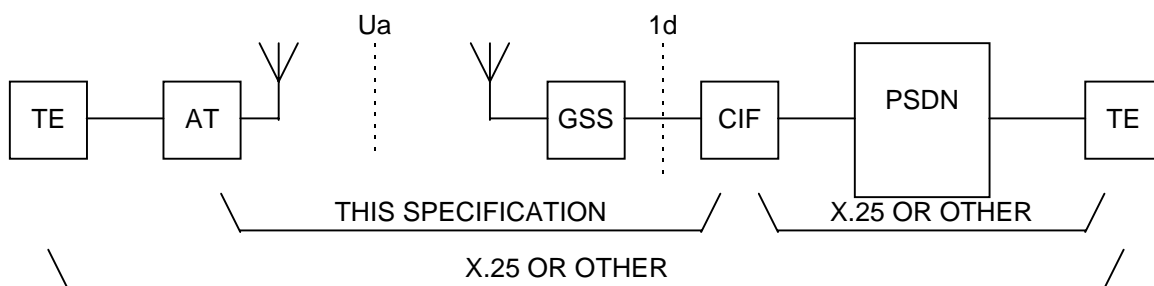 Ua 1d
TE AT GSS CIF PSDN TE
THIS SPECIFICATION X.25 OR OTHER
X.25 OR OTHER